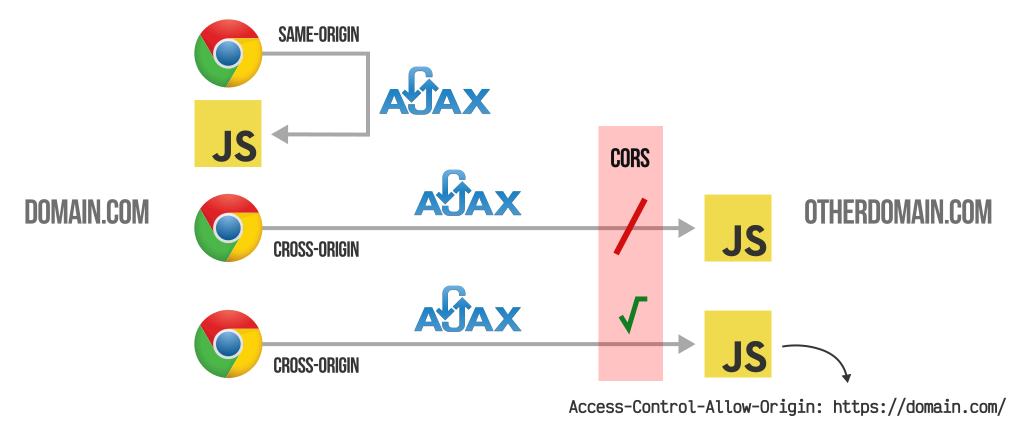 SAME-ORIGIN
AJAX
JS
CORS
AJAX
DOMAIN.COM
JS
OTHERDOMAIN.COM
CROSS-ORIGIN
AJAX
JS
CROSS-ORIGIN
Access-Control-Allow-Origin: https://domain.com/